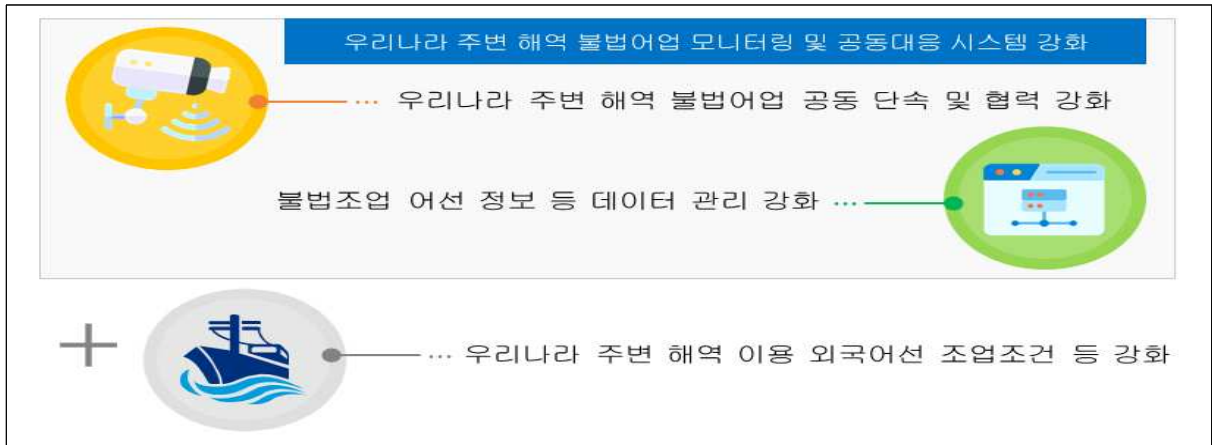 우리나라 주변 해역 불법어업 모니터링 및 공동대응 시스템 강화
··· 우리나라 주변 해역 불법어업 공동 단속 및 협력 강화
불법조업 어선 정보 등 데이터 관리 강화 ···
+
··· 우리나라 주변 해역 이용 외국어선 조업조건 등 강화